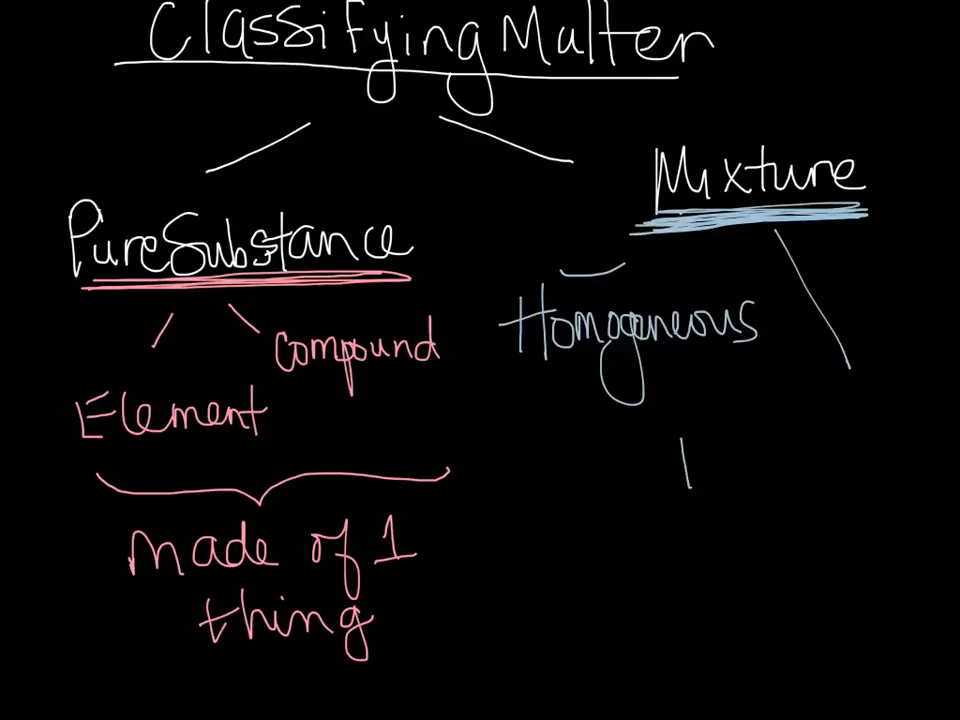 Classifying Matter
Mixture
Pure Substance
Homogeneous
Compound
Element
made of 1
thing